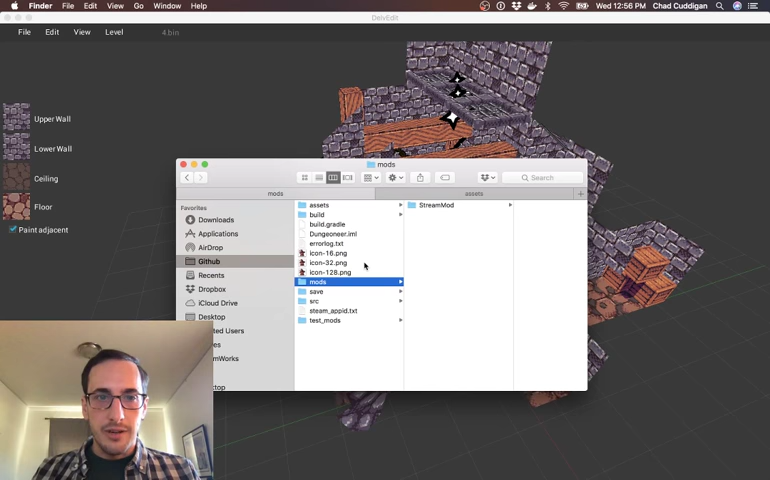 Finder File Edit View Go Window Help Wed 12:56 PM Chad Cuddigan
DelvEdit
File Edit View Level 4.bin
Upper Wall
Lower Wall
Ceiling
Floor
Paint adjacent
mods
Search
mods assets
Favorites
Downloads
Applications
AirDrop
Github
Recents
Dropbox
iCloud Drive
Desktop
assets
build
build.gradle
Dungeoneer.iml
errorlog.txt
icon-16.png
icon-32.png
icon-128.png
mods
save
src
steam_appid.txt
test_mods
StreamMod